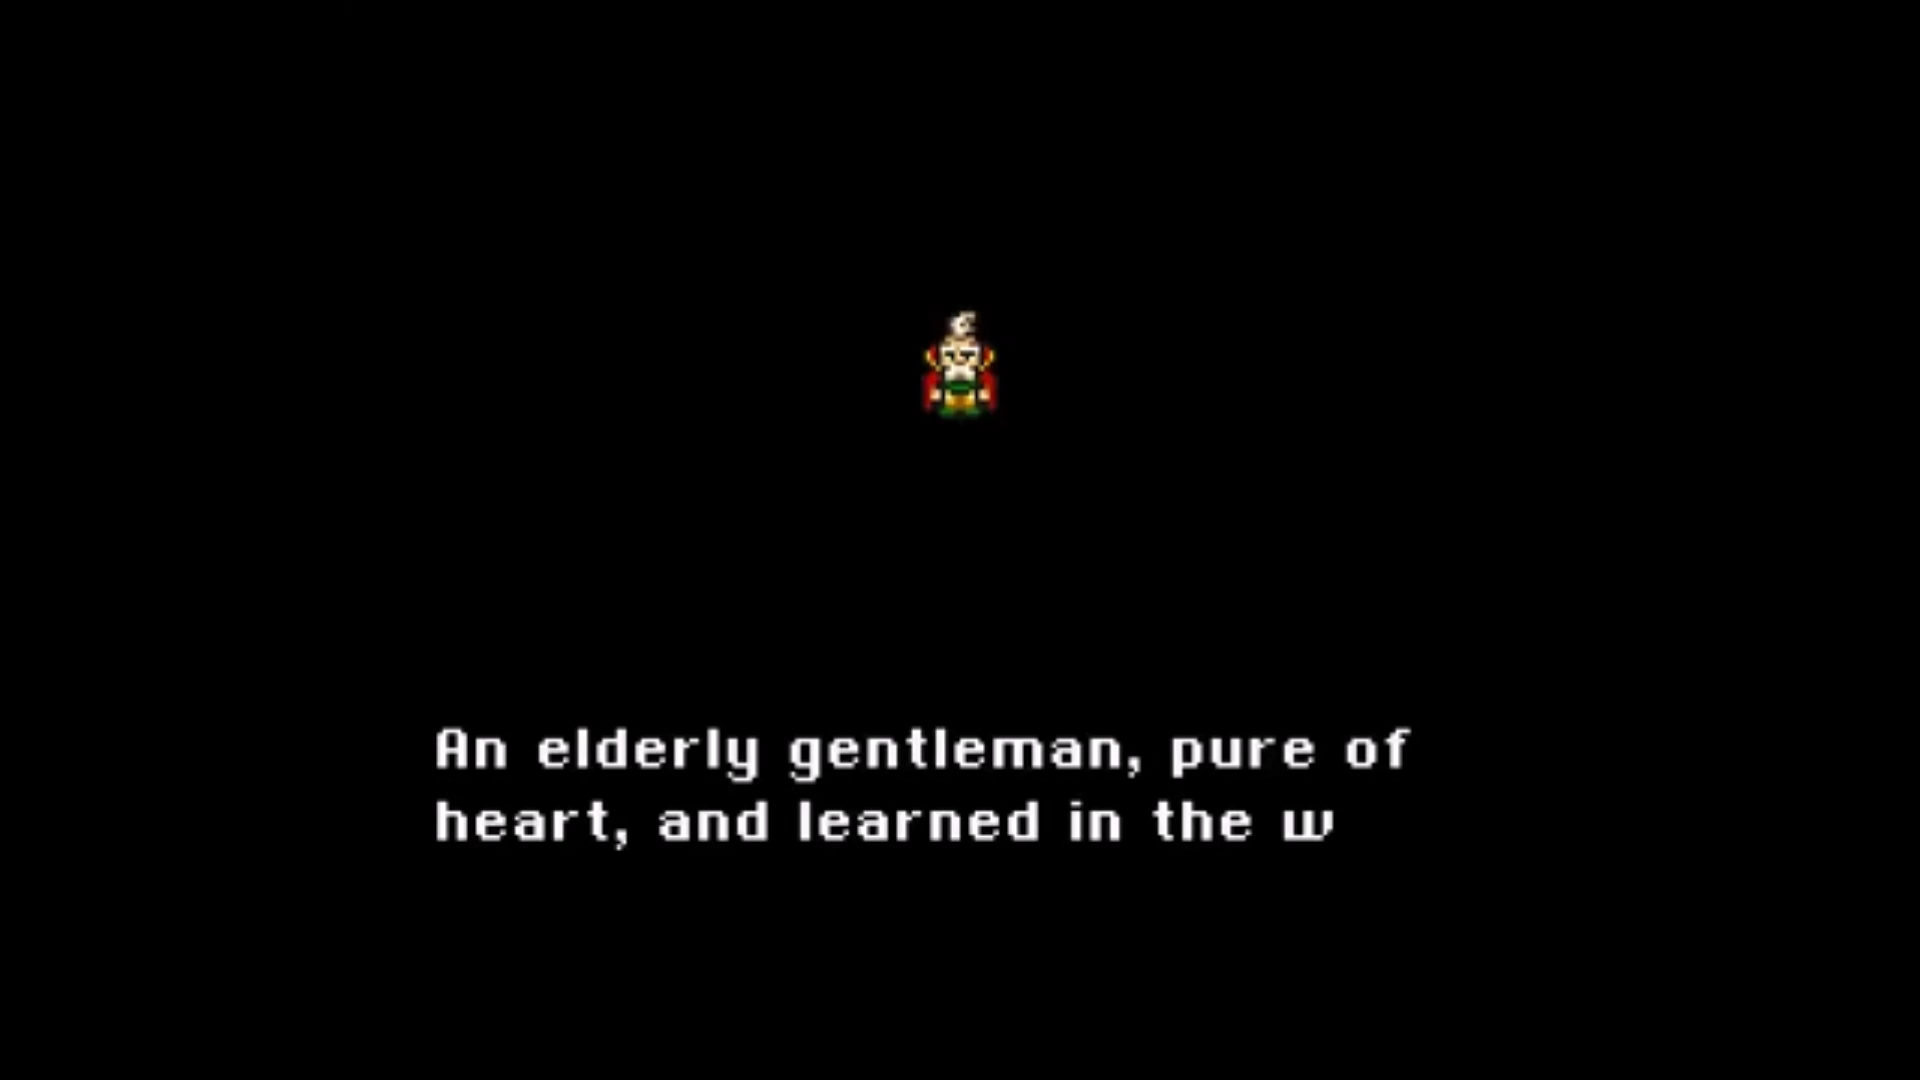 An elderly gentleman, pure of
heart, and learned in the w